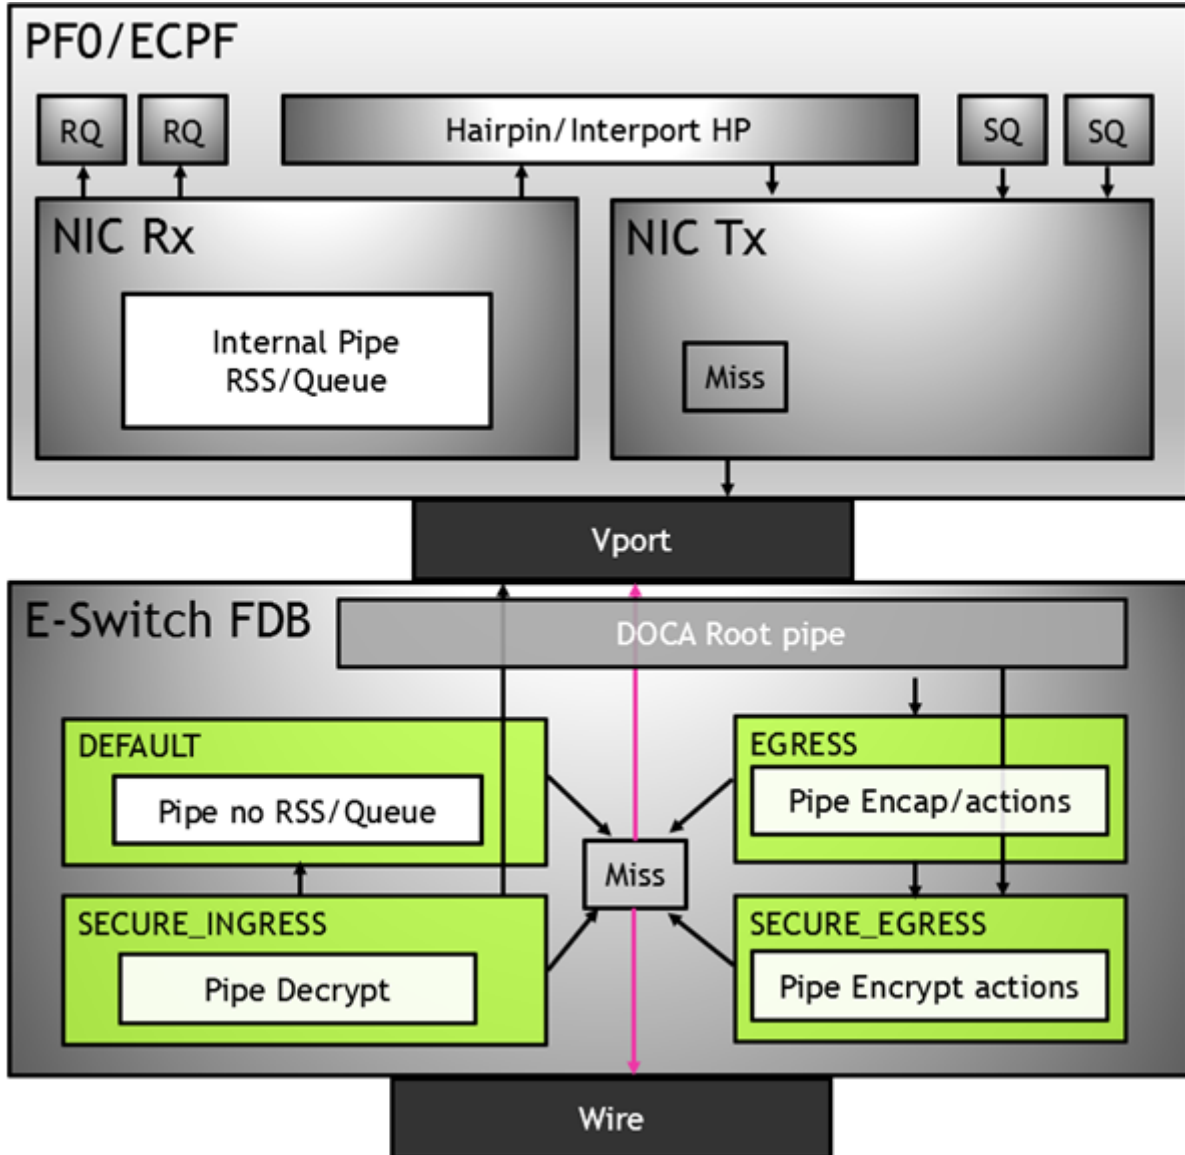 PF0/ECPF
RQ
RQ
Hairpin/Interport HP
SQ
SQ
NIC Rx
NIC Tx
Internal Pipe
RSS/Queue
Miss
Vport
E-Switch FDB
DOCA Root pipe
DEFAULT
Pipe no RSS/Queue
EGRESS
Pipe Encap/actions
Miss
SECURE_INGRESS
Pipe Decrypt
SECURE_EGRESS
Pipe Encrypt actions
Wire